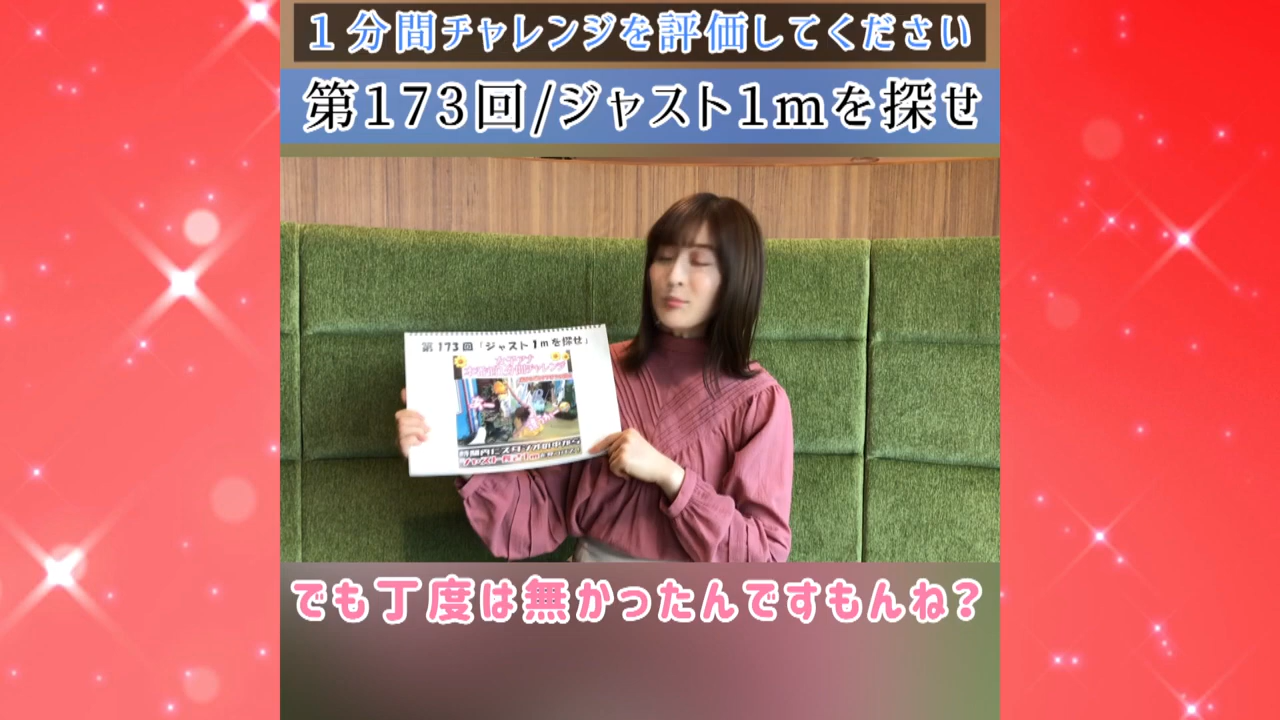 １分間チャレンジを評価してください
第173回/ジャスト1mを探せ
第173回「ジャスト1mを探せ」
でも丁度は無かったんですもんね？